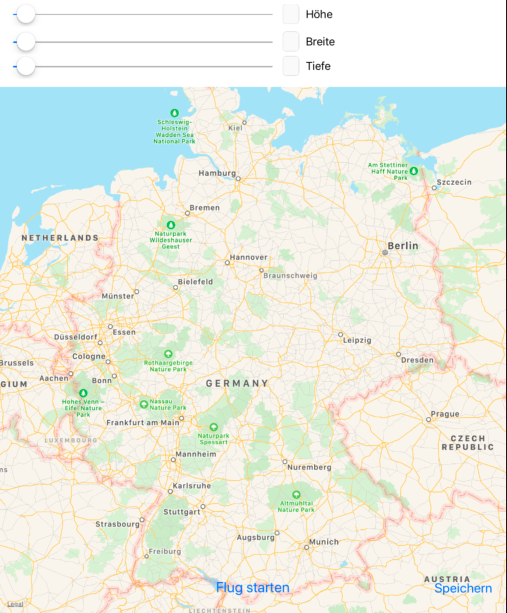 Höhe
Breite
Tiefe
Schleswig-
Holstein
Wadden Sea
National Park
Kiel
Am Stettiner
Haff Nature
Park
Hamburg
Szczecin
Bremen
NETHERLANDS
Naturpark
Wildeshauser
Geest
Berlin
Hannover
Braunschweig
Bielefeld
Münster
Essen
Düsseldorf
Leipzig
Cologne
Rothaargebirge
Nature Park
Dresden
Brussels
Aachen
Bonn
GIUM
GERMANY
Hohes Venn –
Eifel Nature
Park
Nassau
Nature Park
Frankfurt am Main
Prague
Naturpark
Spessart
LUXEMBOURG
CZECH
REPUBLIC
Mannheim
Nuremberg
Karlsruhe
Altmühltal
Nature Park
Stuttgart
Strasbourg
Augsburg
Munich
Freiburg
AUSTRIA
Flug starten
Speichern
Legal
LIECHTENSTEIN